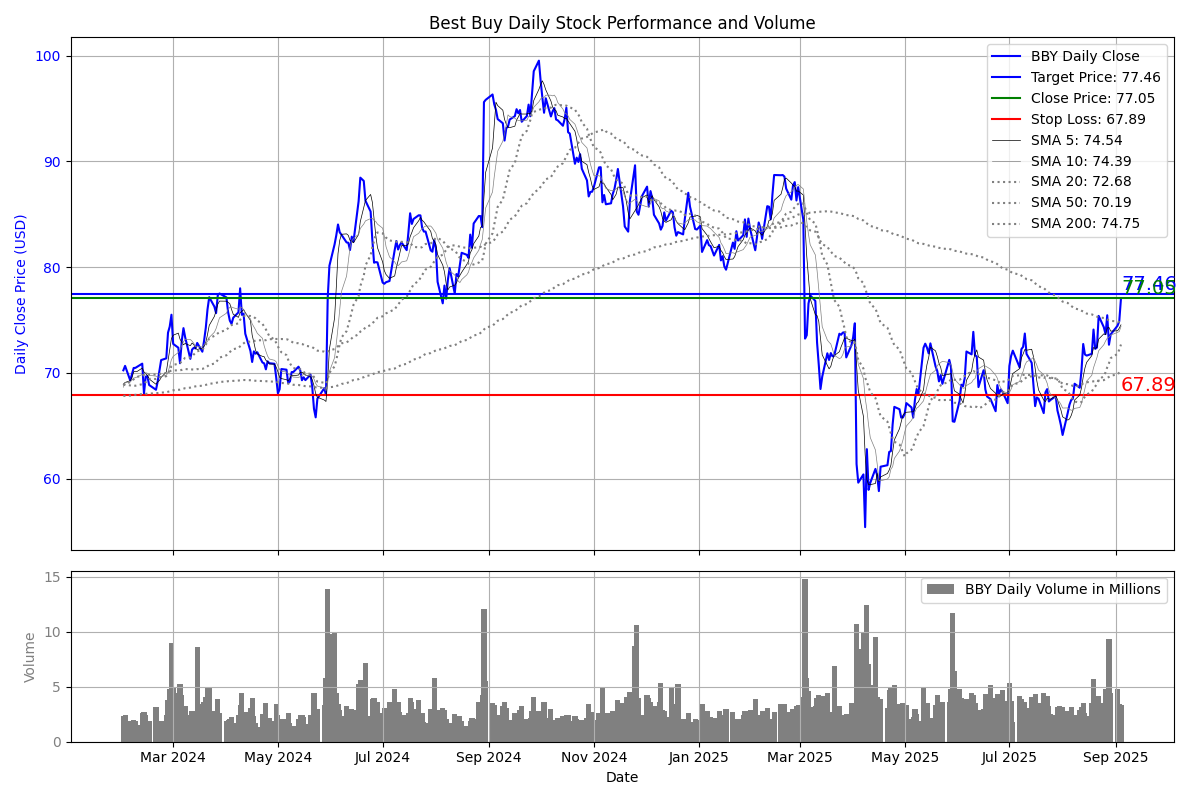 Best Buy Daily Stock Performance and Volume
Daily Close Price (USD)
100
90
80
70
60
BBY Daily Close
Target Price: 77.46
Close Price: 77.05
Stop Loss: 67.89
SMA 5: 74.54
SMA 10: 74.39
SMA 20: 72.68
SMA 50: 70.19
SMA 200: 74.75
77.46
77.05
67.89
Volume
15
10
5
0
BBY Daily Volume in Millions
Mar 2024 May 2024 Jul 2024 Sep 2024 Nov 2024 Jan 2025 Mar 2025 May 2025 Jul 2025 Sep 2025
Date